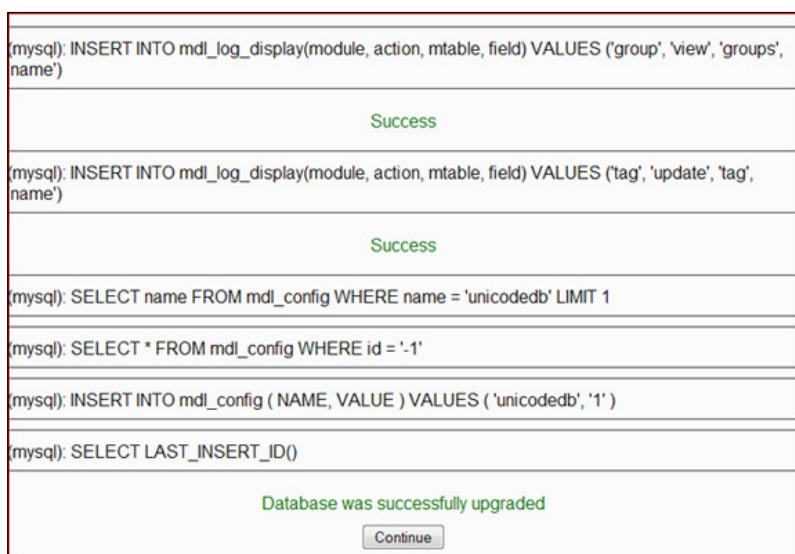 (mysql): INSERT INTO mdl_log_display(module, action, mtable, field) VALUES ('group', 'view', 'groups',
'name')
Success
(mysql): INSERT INTO mdl_log_display(module, action, mtable, field) VALUES ('tag', 'update', 'tag',
'name')
Success
(mysql): SELECT name FROM mdl_config WHERE name = 'unicodedb' LIMIT 1
(mysql): SELECT * FROM mdl_config WHERE id = '-1'
(mysql): INSERT INTO mdl_config ( NAME, VALUE ) VALUES ( 'unicodedb', '1' )
(mysql): SELECT LAST_INSERT_ID()
Database was successfully upgraded
Continue